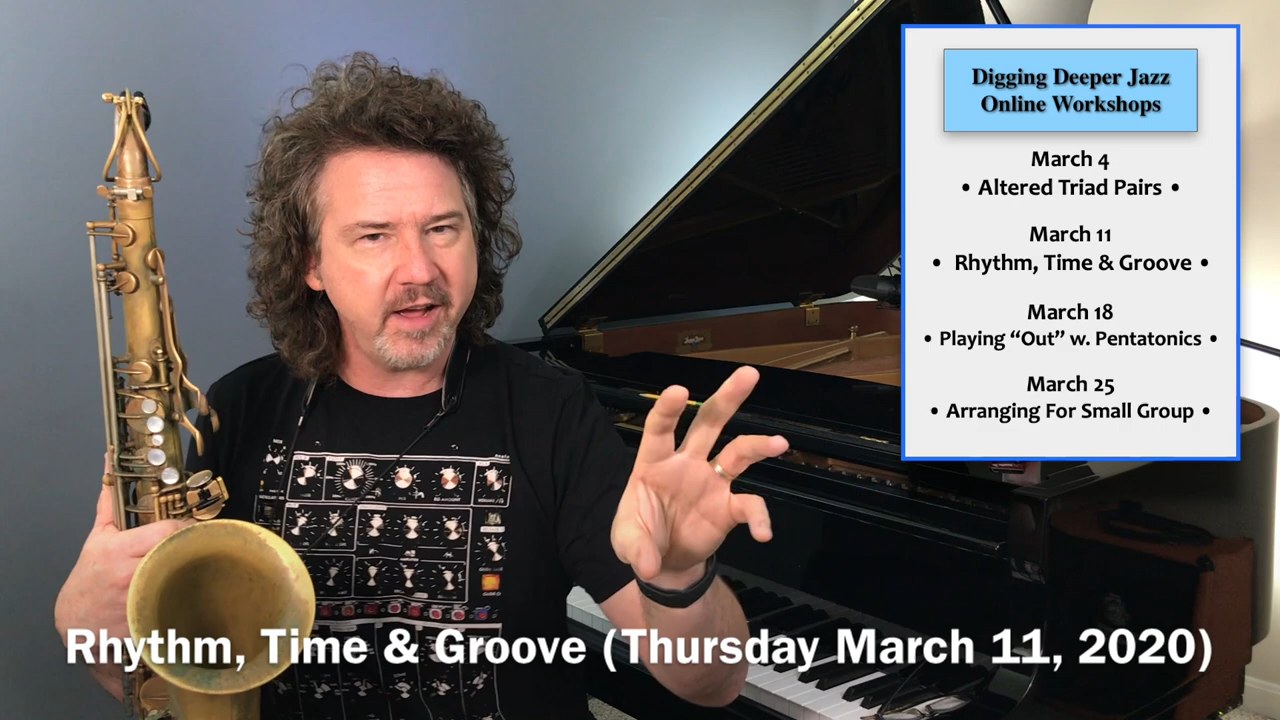 Digging Deeper Jazz
Online Workshops
March 4
• Altered Triad Pairs •
March 11
• Rhythm, Time & Groove •
March 18
• Playing “Out” w. Pentatonics •
March 25
• Arranging For Small Group •
Rhythm, Time & Groove (Thursday March 11, 2020)